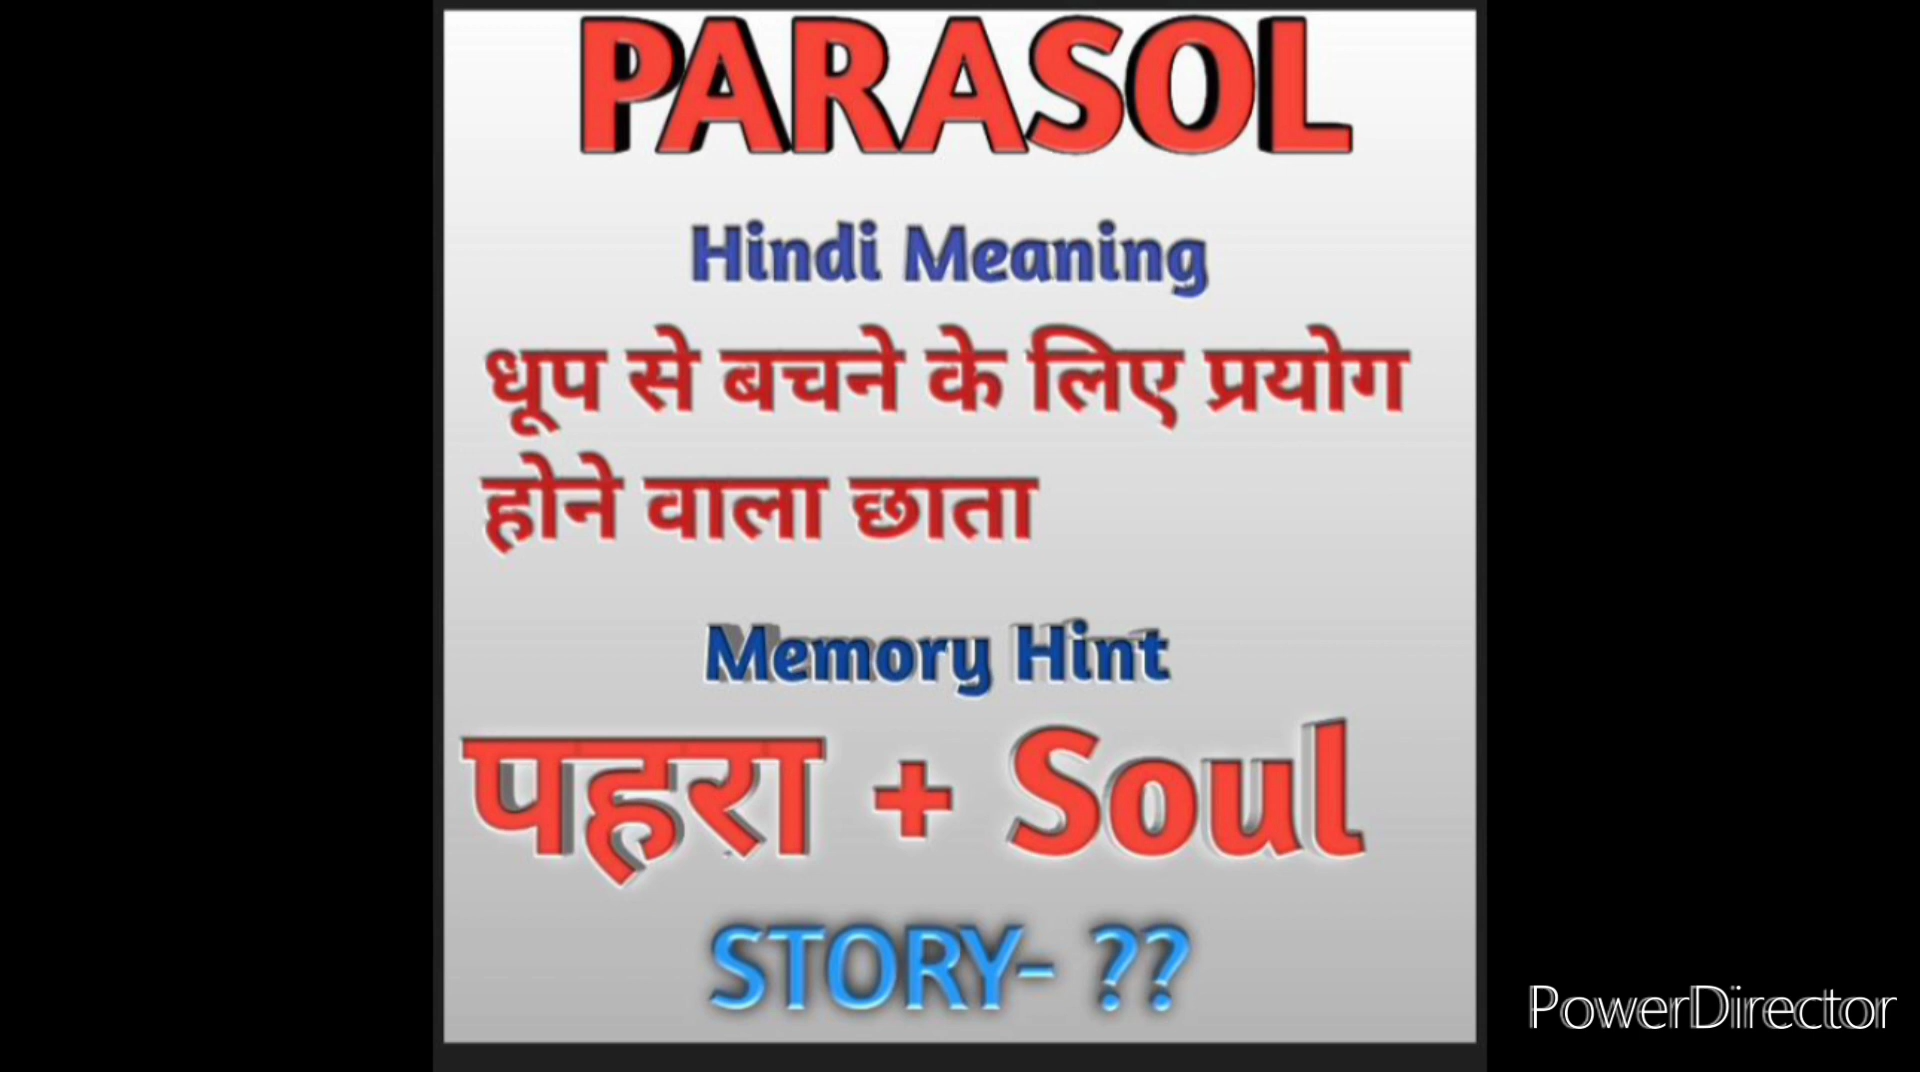 PARASOL
Hindi Meaning
धूप से बचने के लिए प्रयोग
होने वाला छाता
Memory Hint
पहरा + Soul
STORY- ??
PowerDirector